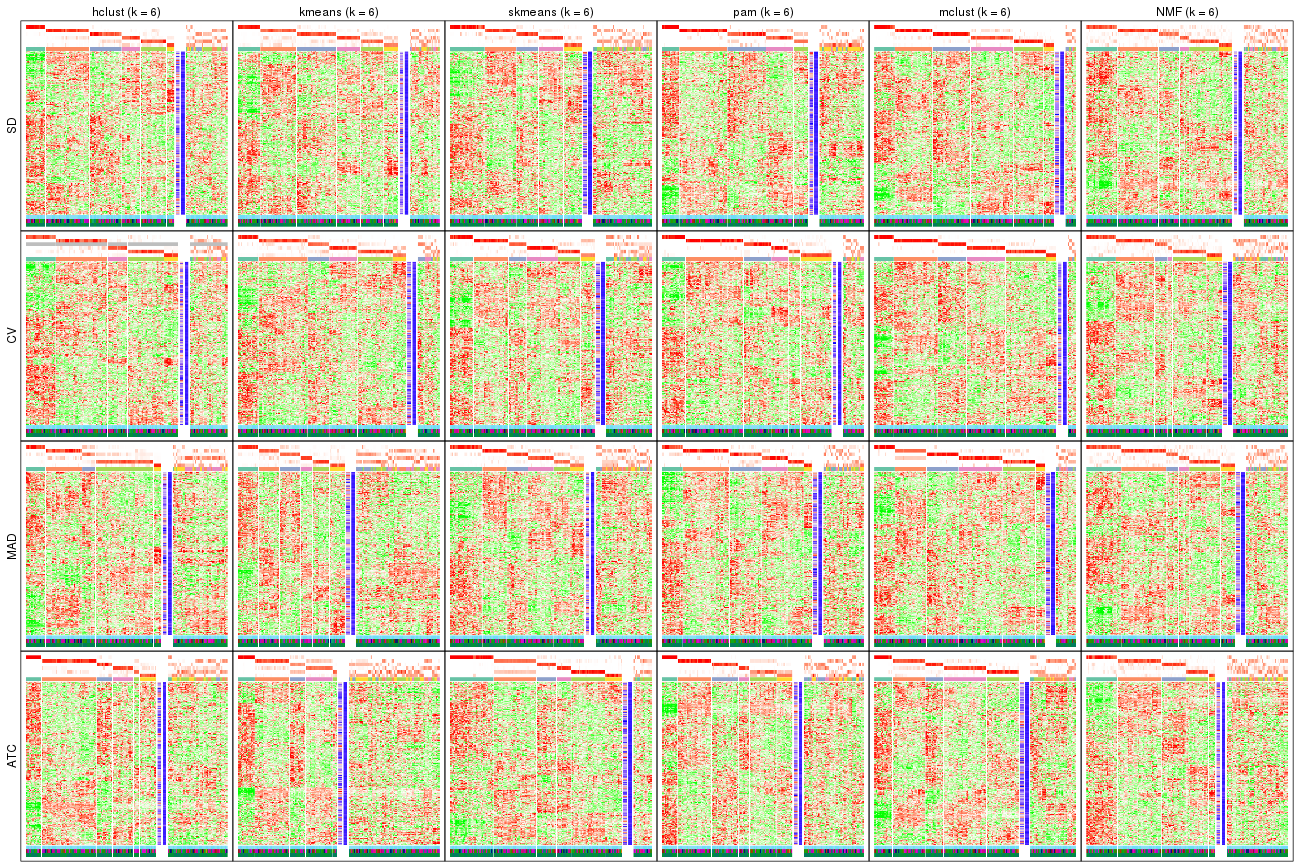 hclust (k = 6) kmeans (k = 6) skmeans (k = 6) pam (k = 6) mclust (k = 6) NMF (k = 6)
SD
CV
MAD
ATC